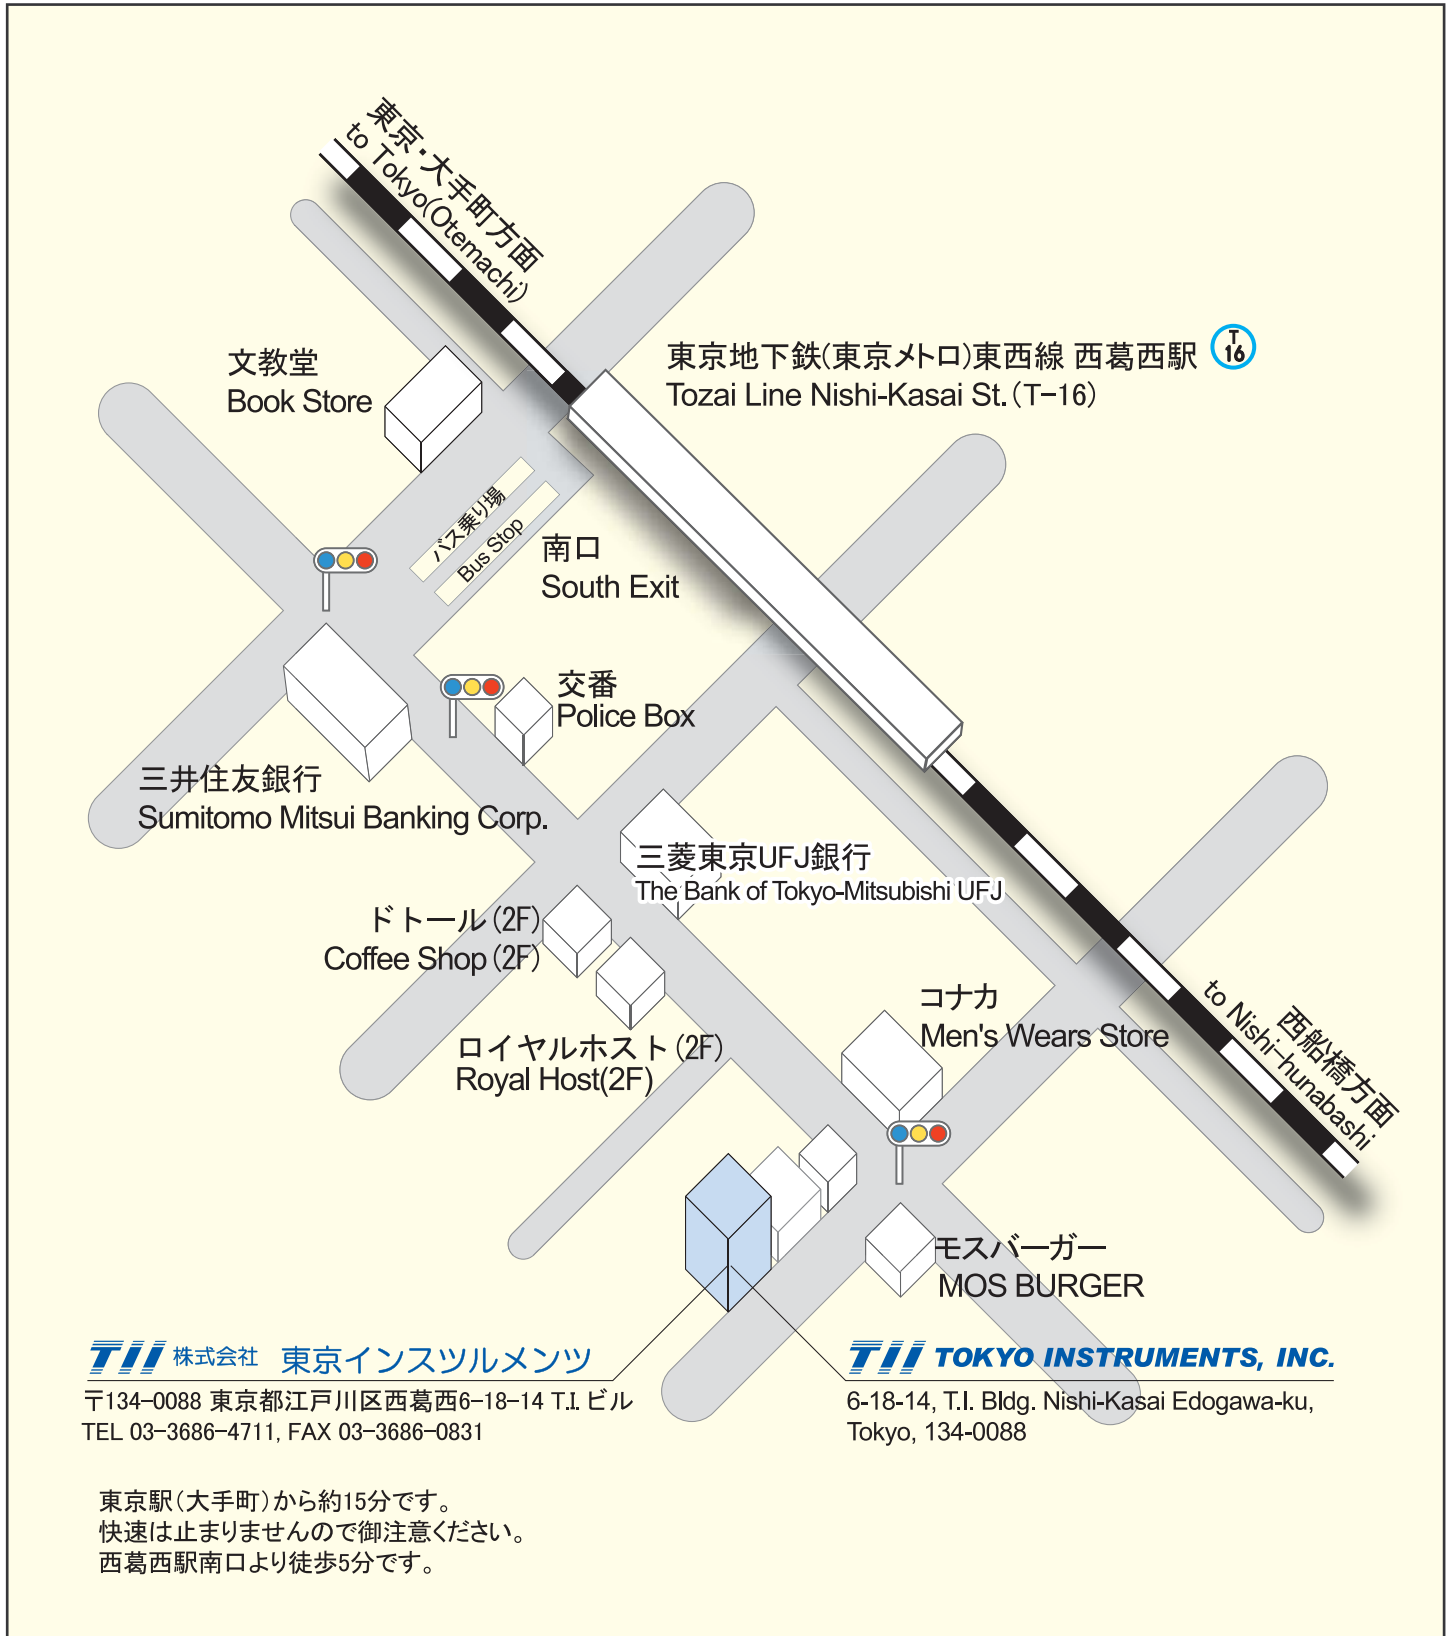 東京・大手町方面
to Tokyo(Otemachi)
文教堂
Book Store
東京地下鉄(東京メトロ)東西線 西葛西駅
T
16
Tozai Line Nishi-Kasai St.(T-16)
バス乗り場
Bus Stop
南口
South Exit
交番
Police Box
三井住友銀行
Sumitomo Mitsui Banking Corp.
三菱東京UFJ銀行
The Bank of Tokyo-Mitsubishi UFJ
ドトール(2F)
Coffee Shop(2F)
ロイヤルホスト(2F)
Royal Host(2F)
コナカ
Men's Wears Store
西船橋方面
to Nishi-hunabashi
モスバーガー
MOS BURGER
TII 株式会社 東京インスツルメンツ
〒134-0088 東京都江戸川区西葛西6-18-14 T.I. ビル
TEL 03-3686-4711, FAX 03-3686-0831
TII TOKYO INSTRUMENTS, INC.
6-18-14, T.I. Bldg. Nishi-Kasai Edogawa-ku,
Tokyo, 134-0088
東京駅(大手町)から約15分です。
快速は止まりませんので御注意ください。
西葛西駅南口より徒歩5分です。